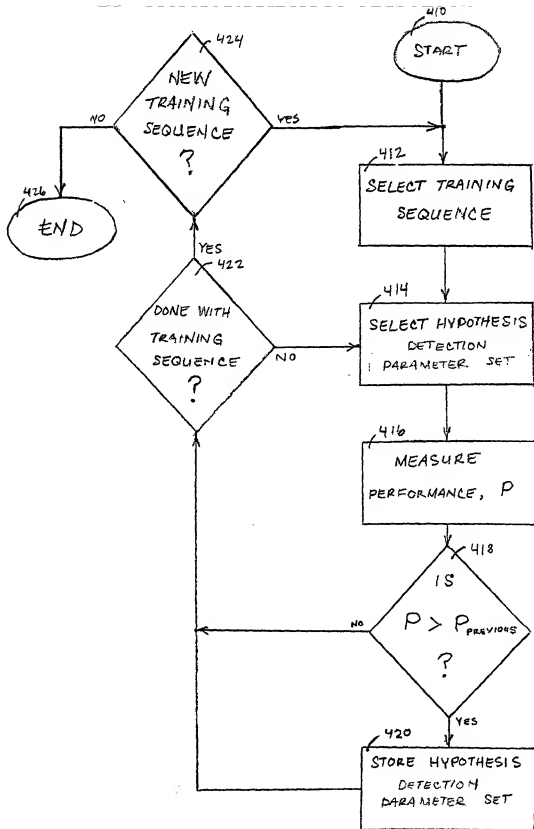 410
START
424
NEW
TRAINING
SEQUENCE
?
NO
YES
412
SELECT TRAINING
SEQUENCE
426
END
YES
422
DONE WITH
TRAINING
SEQUENCE
?
NO
414
SELECT HYPOTHESIS
DETECTION
PARAMETER SET
416
MEASURE
PERFORMANCE, P
418
IS
P > P PREVIOUS
?
NO
YES
420
STORE HYPOTHESIS
DETECTION
PARAMETER SET